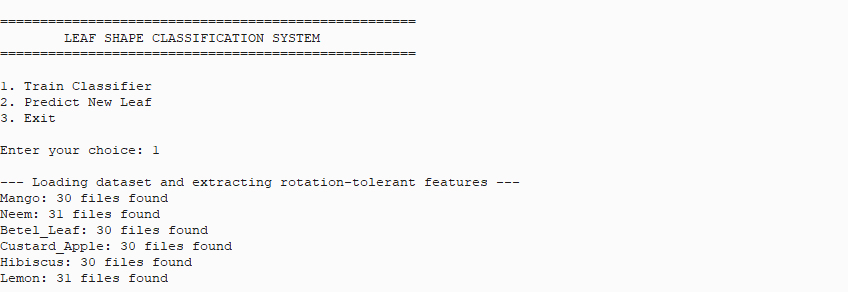 ====================================================
LEAF SHAPE CLASSIFICATION SYSTEM
====================================================
1. Train Classifier
2. Predict New Leaf
3. Exit
Enter your choice: 1
--- Loading dataset and extracting rotation-tolerant features ---
Mango: 30 files found
Neem: 31 files found
Betel_Leaf: 30 files found
Custard_Apple: 30 files found
Hibiscus: 30 files found
Lemon: 31 files found